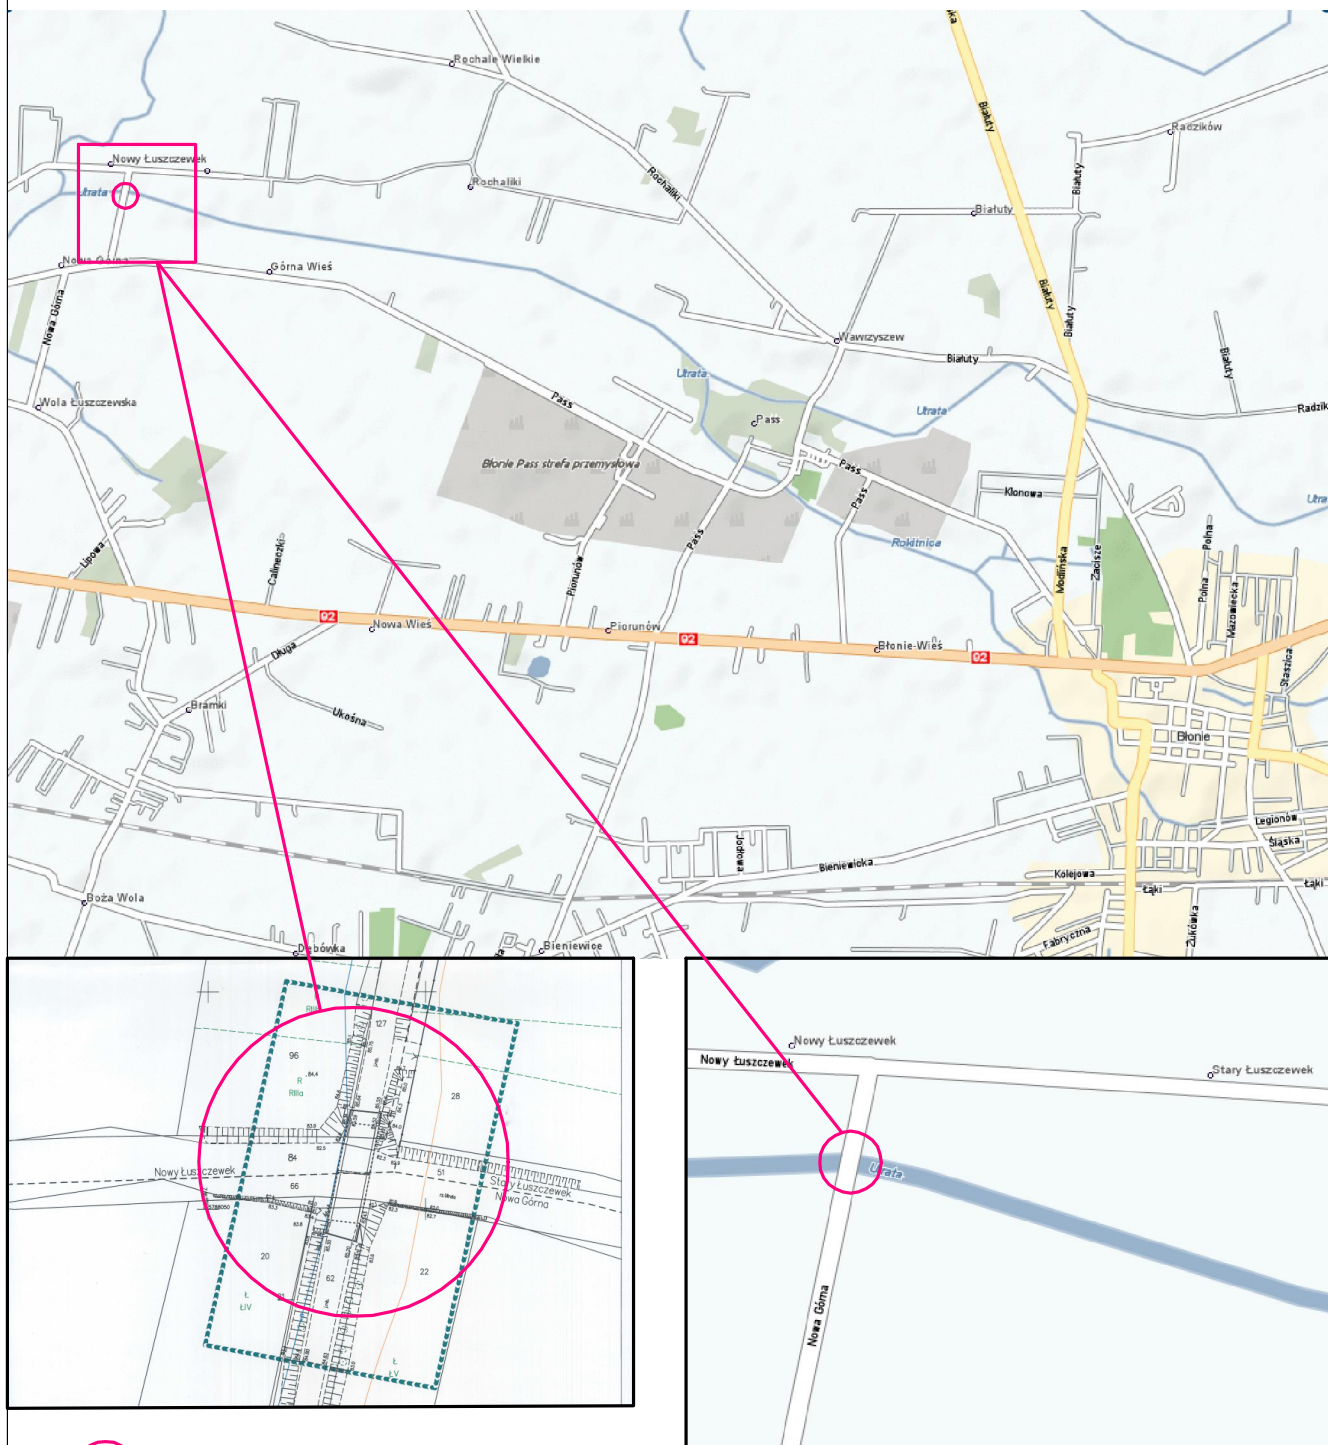 Rochale Wielkie
Białuty
Radzików
Nowy Łuszczewek
Utrata
Rochaliki
Rochaliki
Białuty
Białuty
Nowa Górna
Górna Wieś
Nowa Górna
Białuty
Białuty
Wawrzyszew
Białuty
Białuty
Utrata
Utrata
Wola Łuszczewska
Pass
Pass
Błonie Pass strefa przemysłowa
Pass
Klonowa
Pass
Pass
Rokitnica
Lipowa
Calineczki
Piorunów
Modlińska
Zacisze
Polna
Polna
Mazowiecka
Staszica
92
Nowa Wieś
Piorunów
92
Błonie-Wieś
92
Długa
Ukośna
Bramki
Błonie
Legionów
Śląska
Jodłowa
Bieniewicka
Kolejowa
Łąki
Łąki
Boża Wola
Dębówka
Bieniewice
Fabryczna
Żukówka
127
96
R
RIIIa
28
84
Nowy Łuszczewek
66
51
Stary Łuszczewek
Nowa Górna
20
62
22
Ł
ŁIV
Ł
ŁV
Nowy Łuszczewek
Nowy Łuszczewek
Stary Łuszczewek
Utrata
Nowa Górna